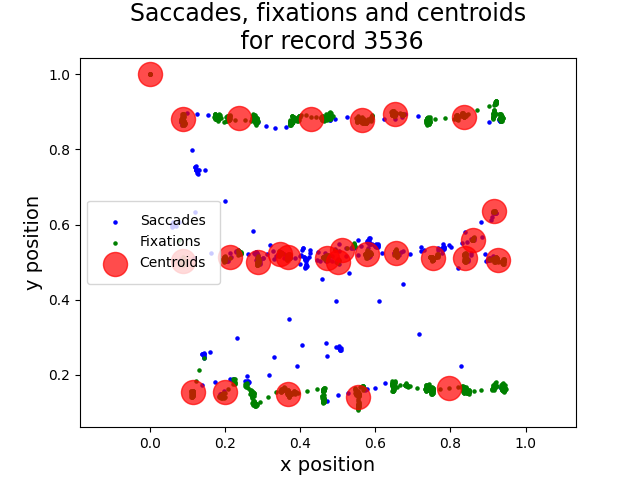 Saccades, fixations and centroids
for record 3536
1.0
0.8
0.6
0.4
0.2
y position
Saccades
Fixations
Centroids
0.0
0.2
0.4
0.6
0.8
1.0
x position